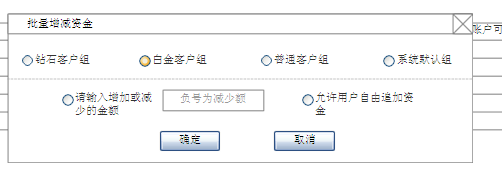 批量增减资金
账户可
钻石客户组 白金客户组 普通客户组 系统默认组
请输入增加或减少的金额
负号为减少额
允许用户自由追加资金
确定 取消